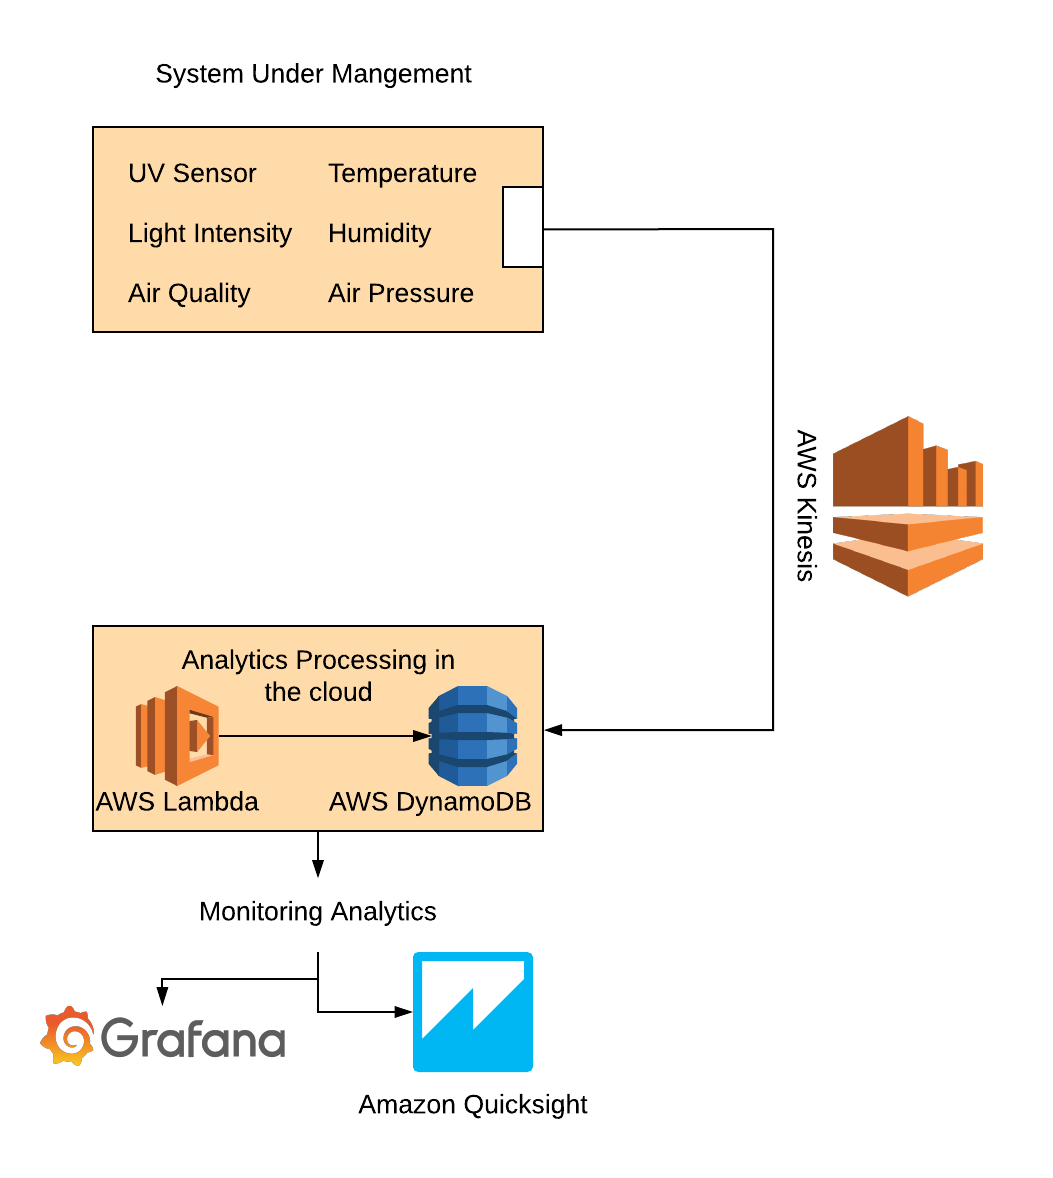 System Under Mangement
UV Sensor
Temperature
Light Intensity
Humidity
Air Quality
Air Pressure
AWS Kinesis
Analytics Processing in
the cloud
AWS Lambda
AWS DynamoDB
Monitoring Analytics
Grafana
Amazon Quicksight